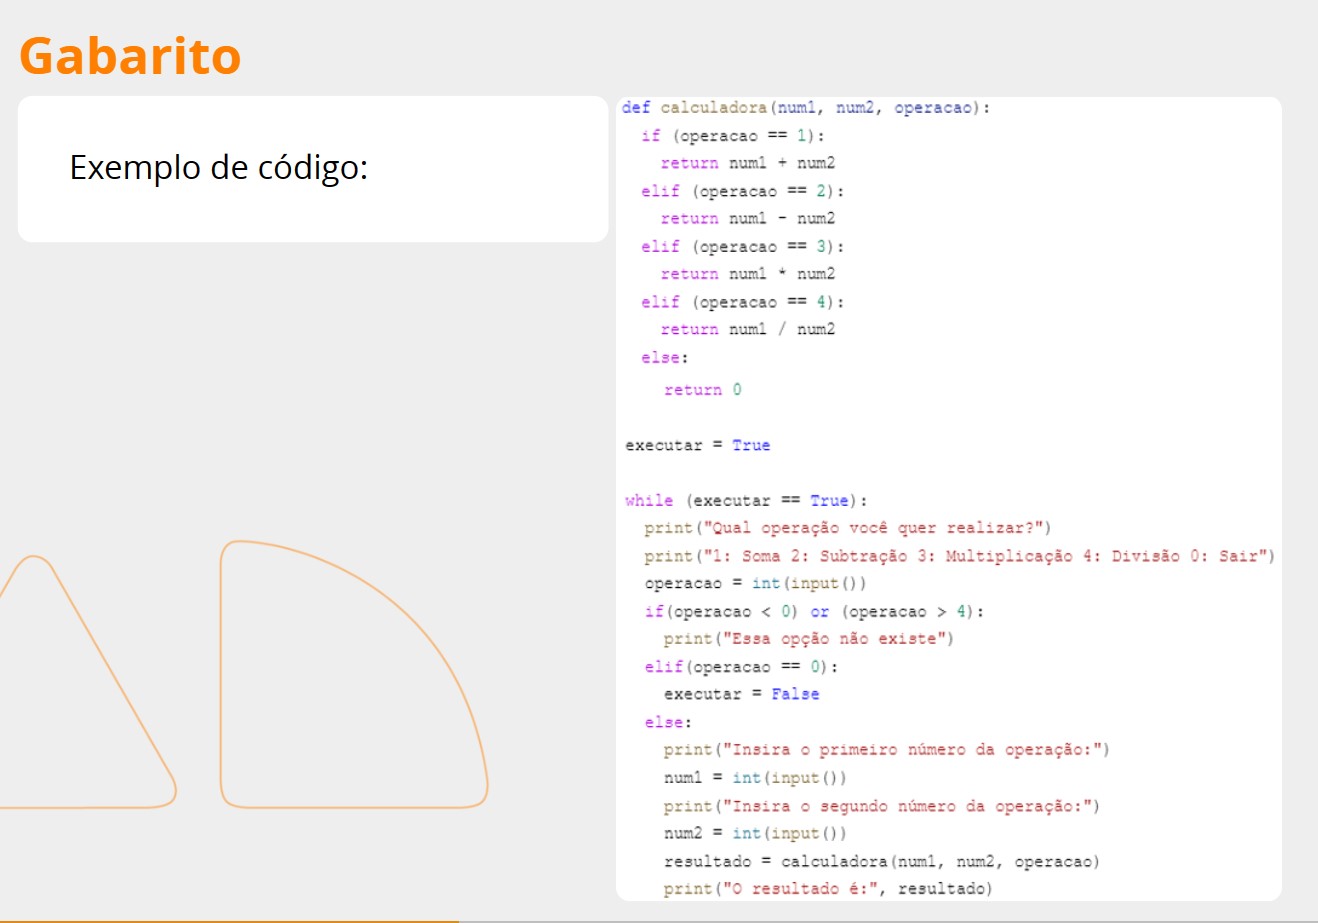 Gabarito
Exemplo de código:
def calculadora(num1, num2, operacao):
  if (operacao == 1):
    return num1 + num2
  elif (operacao == 2):
    return num1 - num2
  elif (operacao == 3):
    return num1 * num2
  elif (operacao == 4):
    return num1 / num2
  else:
    return 0
executar = True
while (executar == True):
  print("Qual operação você quer realizar?")
  print("1: Soma 2: Subtração 3: Multiplicação 4: Divisão 0: Sair")
  operacao = int(input())
  if(operacao < 0) or (operacao > 4):
    print("Essa opção não existe")
  elif(operacao == 0):
    executar = False
  else:
    print("Insira o primeiro número da operação:")
    num1 = int(input())
    print("Insira o segundo número da operação:")
    num2 = int(input())
    resultado = calculadora(num1, num2, operacao)
    print("O resultado é:", resultado)